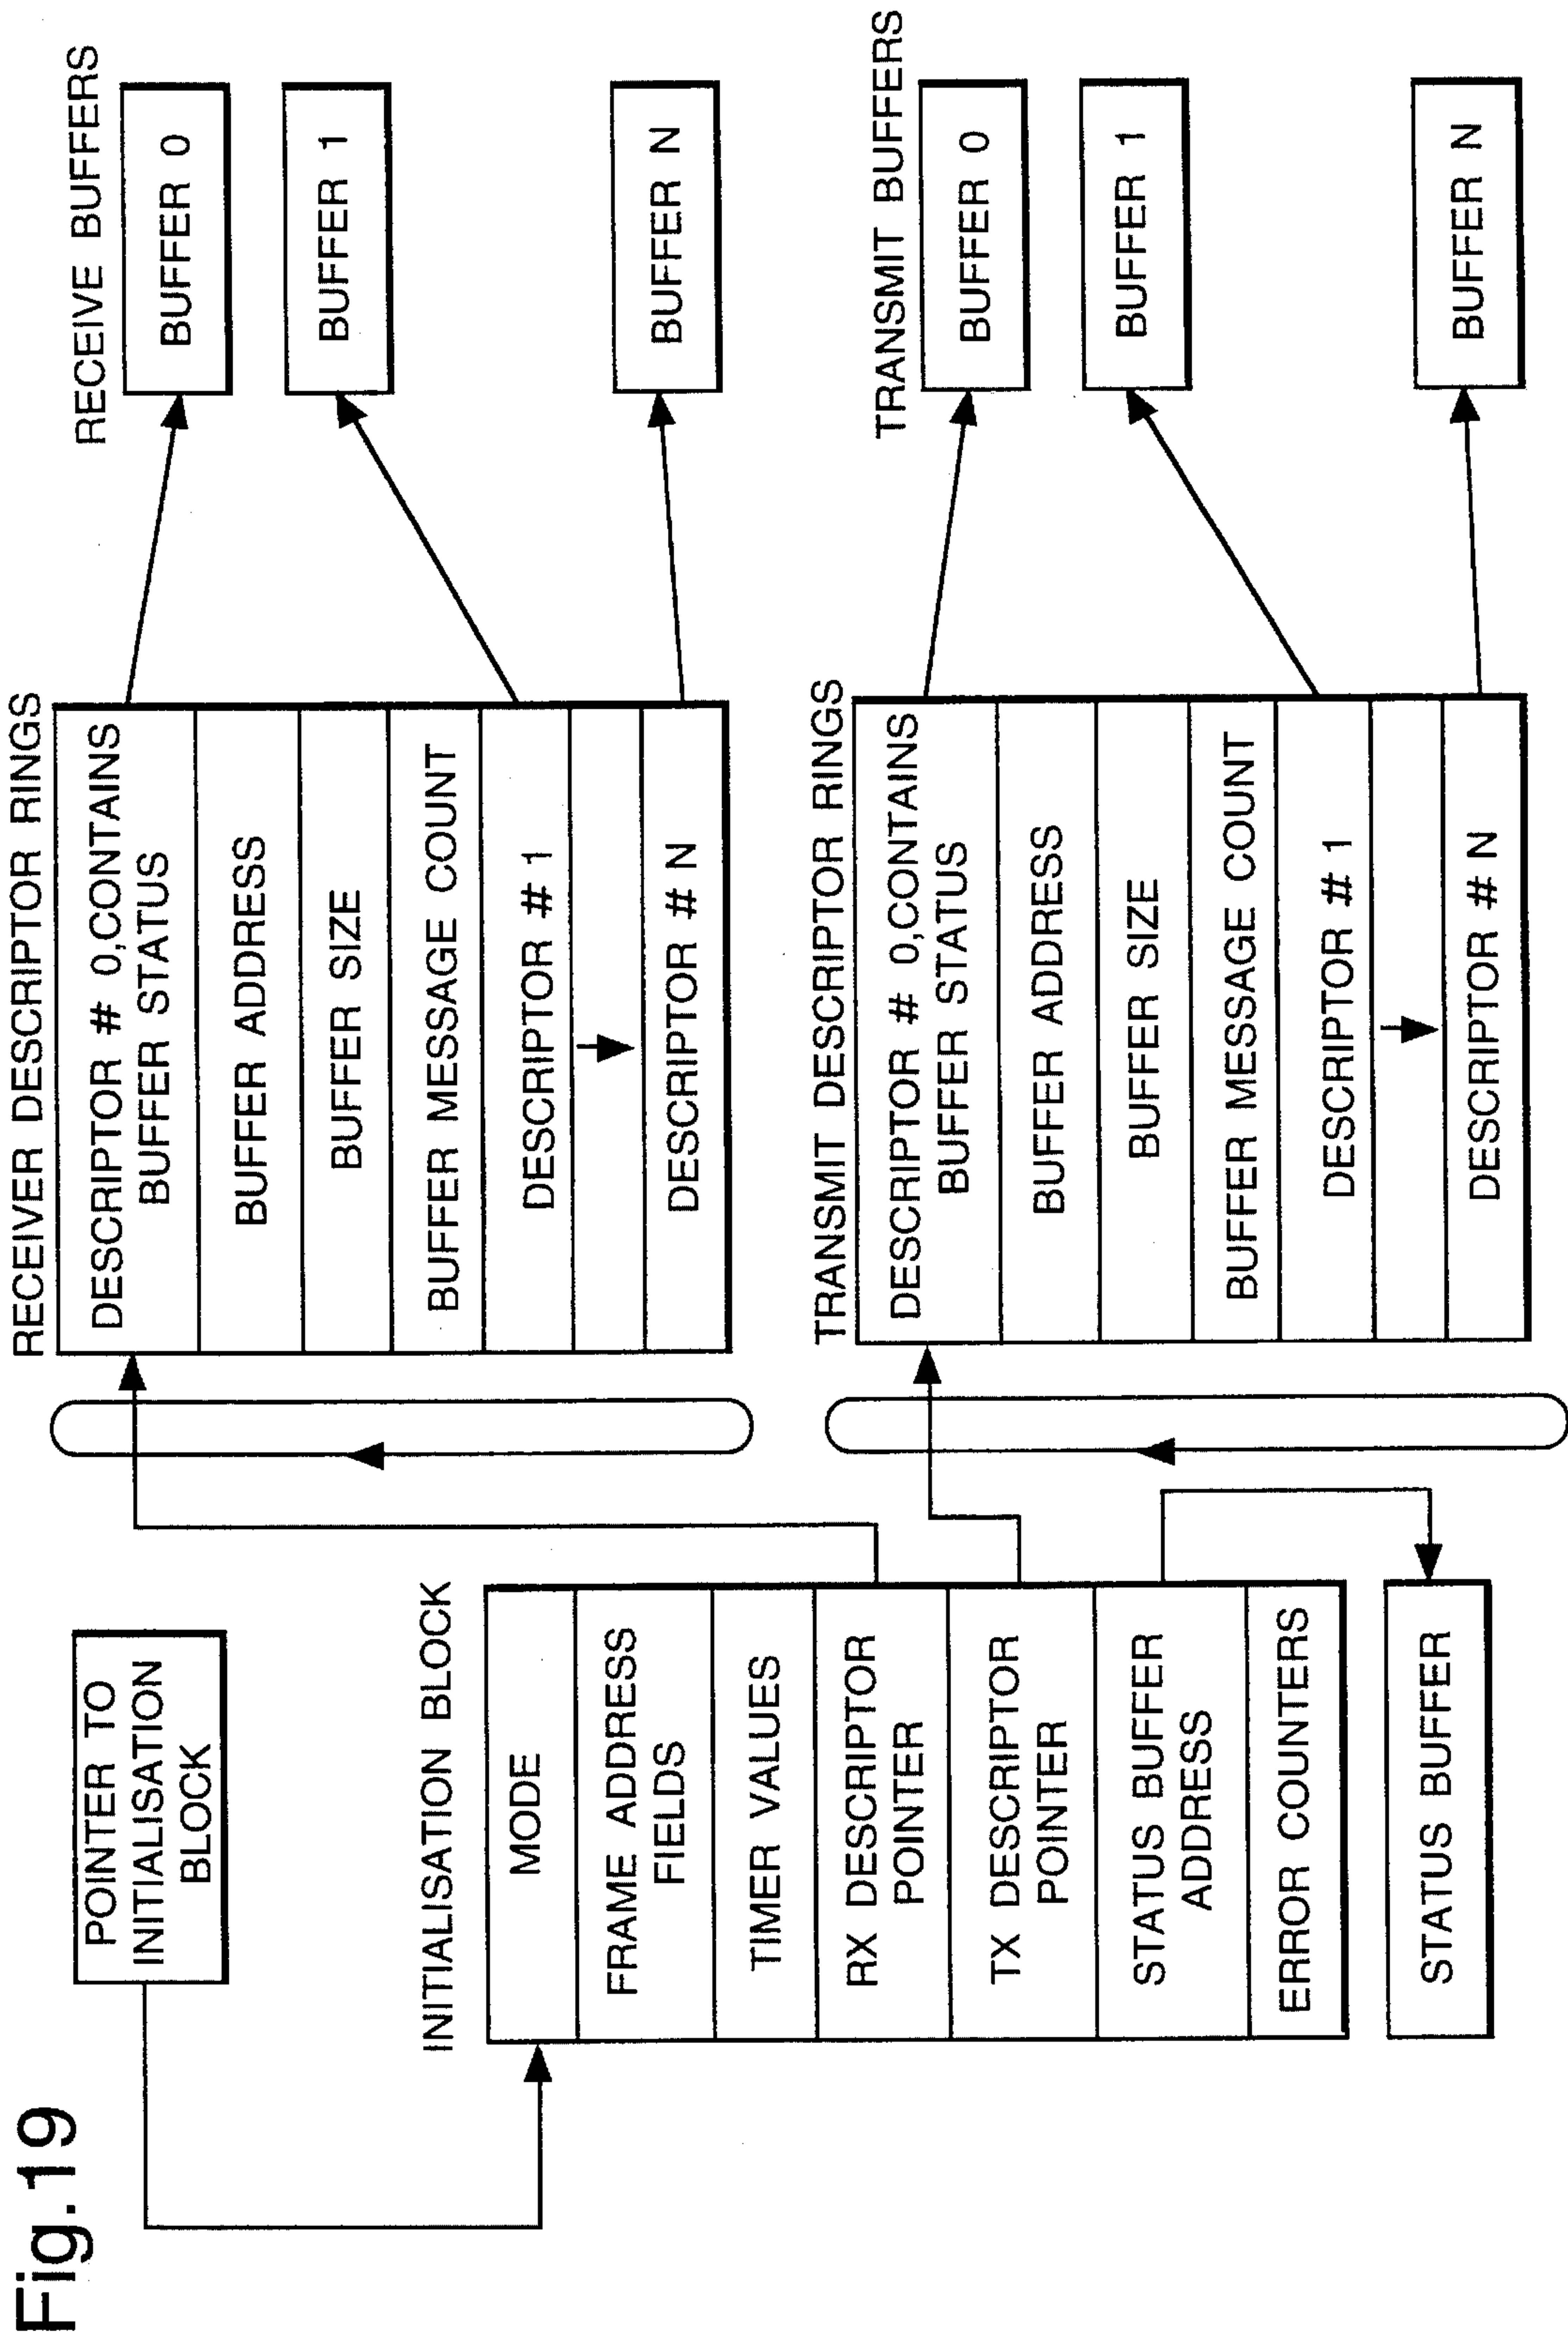 Fig.19
POINTER TO
INITIALISATION
BLOCK
INITIALISATION BLOCK
MODE
FRAME ADDRESS
FIELDS
TIMER VALUES
RX DESCRIPTOR
POINTER
TX DESCRIPTOR
POINTER
STATUS BUFFER
ADDRESS
ERROR COUNTERS
STATUS BUFFER
RECEIVER DESCRIPTOR RINGS
DESCRIPTOR # 0,CONTAINS
BUFFER STATUS
BUFFER ADDRESS
BUFFER SIZE
BUFFER MESSAGE COUNT
DESCRIPTOR # 1
DESCRIPTOR # N
TRANSMIT DESCRIPTOR RINGS
DESCRIPTOR # 0,CONTAINS
BUFFER STATUS
BUFFER ADDRESS
BUFFER SIZE
BUFFER MESSAGE COUNT
DESCRIPTOR # 1
DESCRIPTOR # N
RECEIVE BUFFERS
BUFFER 0
BUFFER 1
BUFFER N
TRANSMIT BUFFERS
BUFFER 0
BUFFER 1
BUFFER N